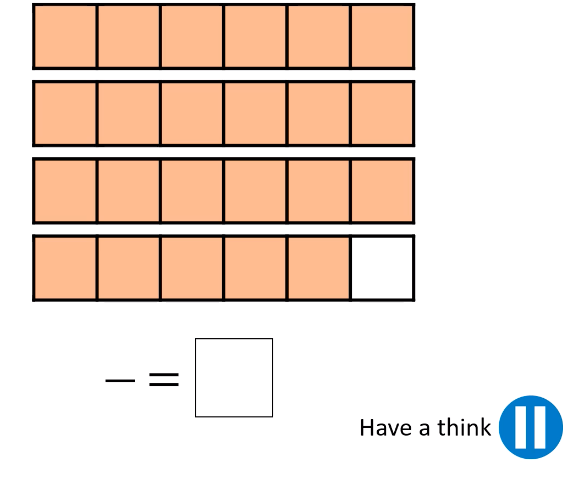 — =
Have a think